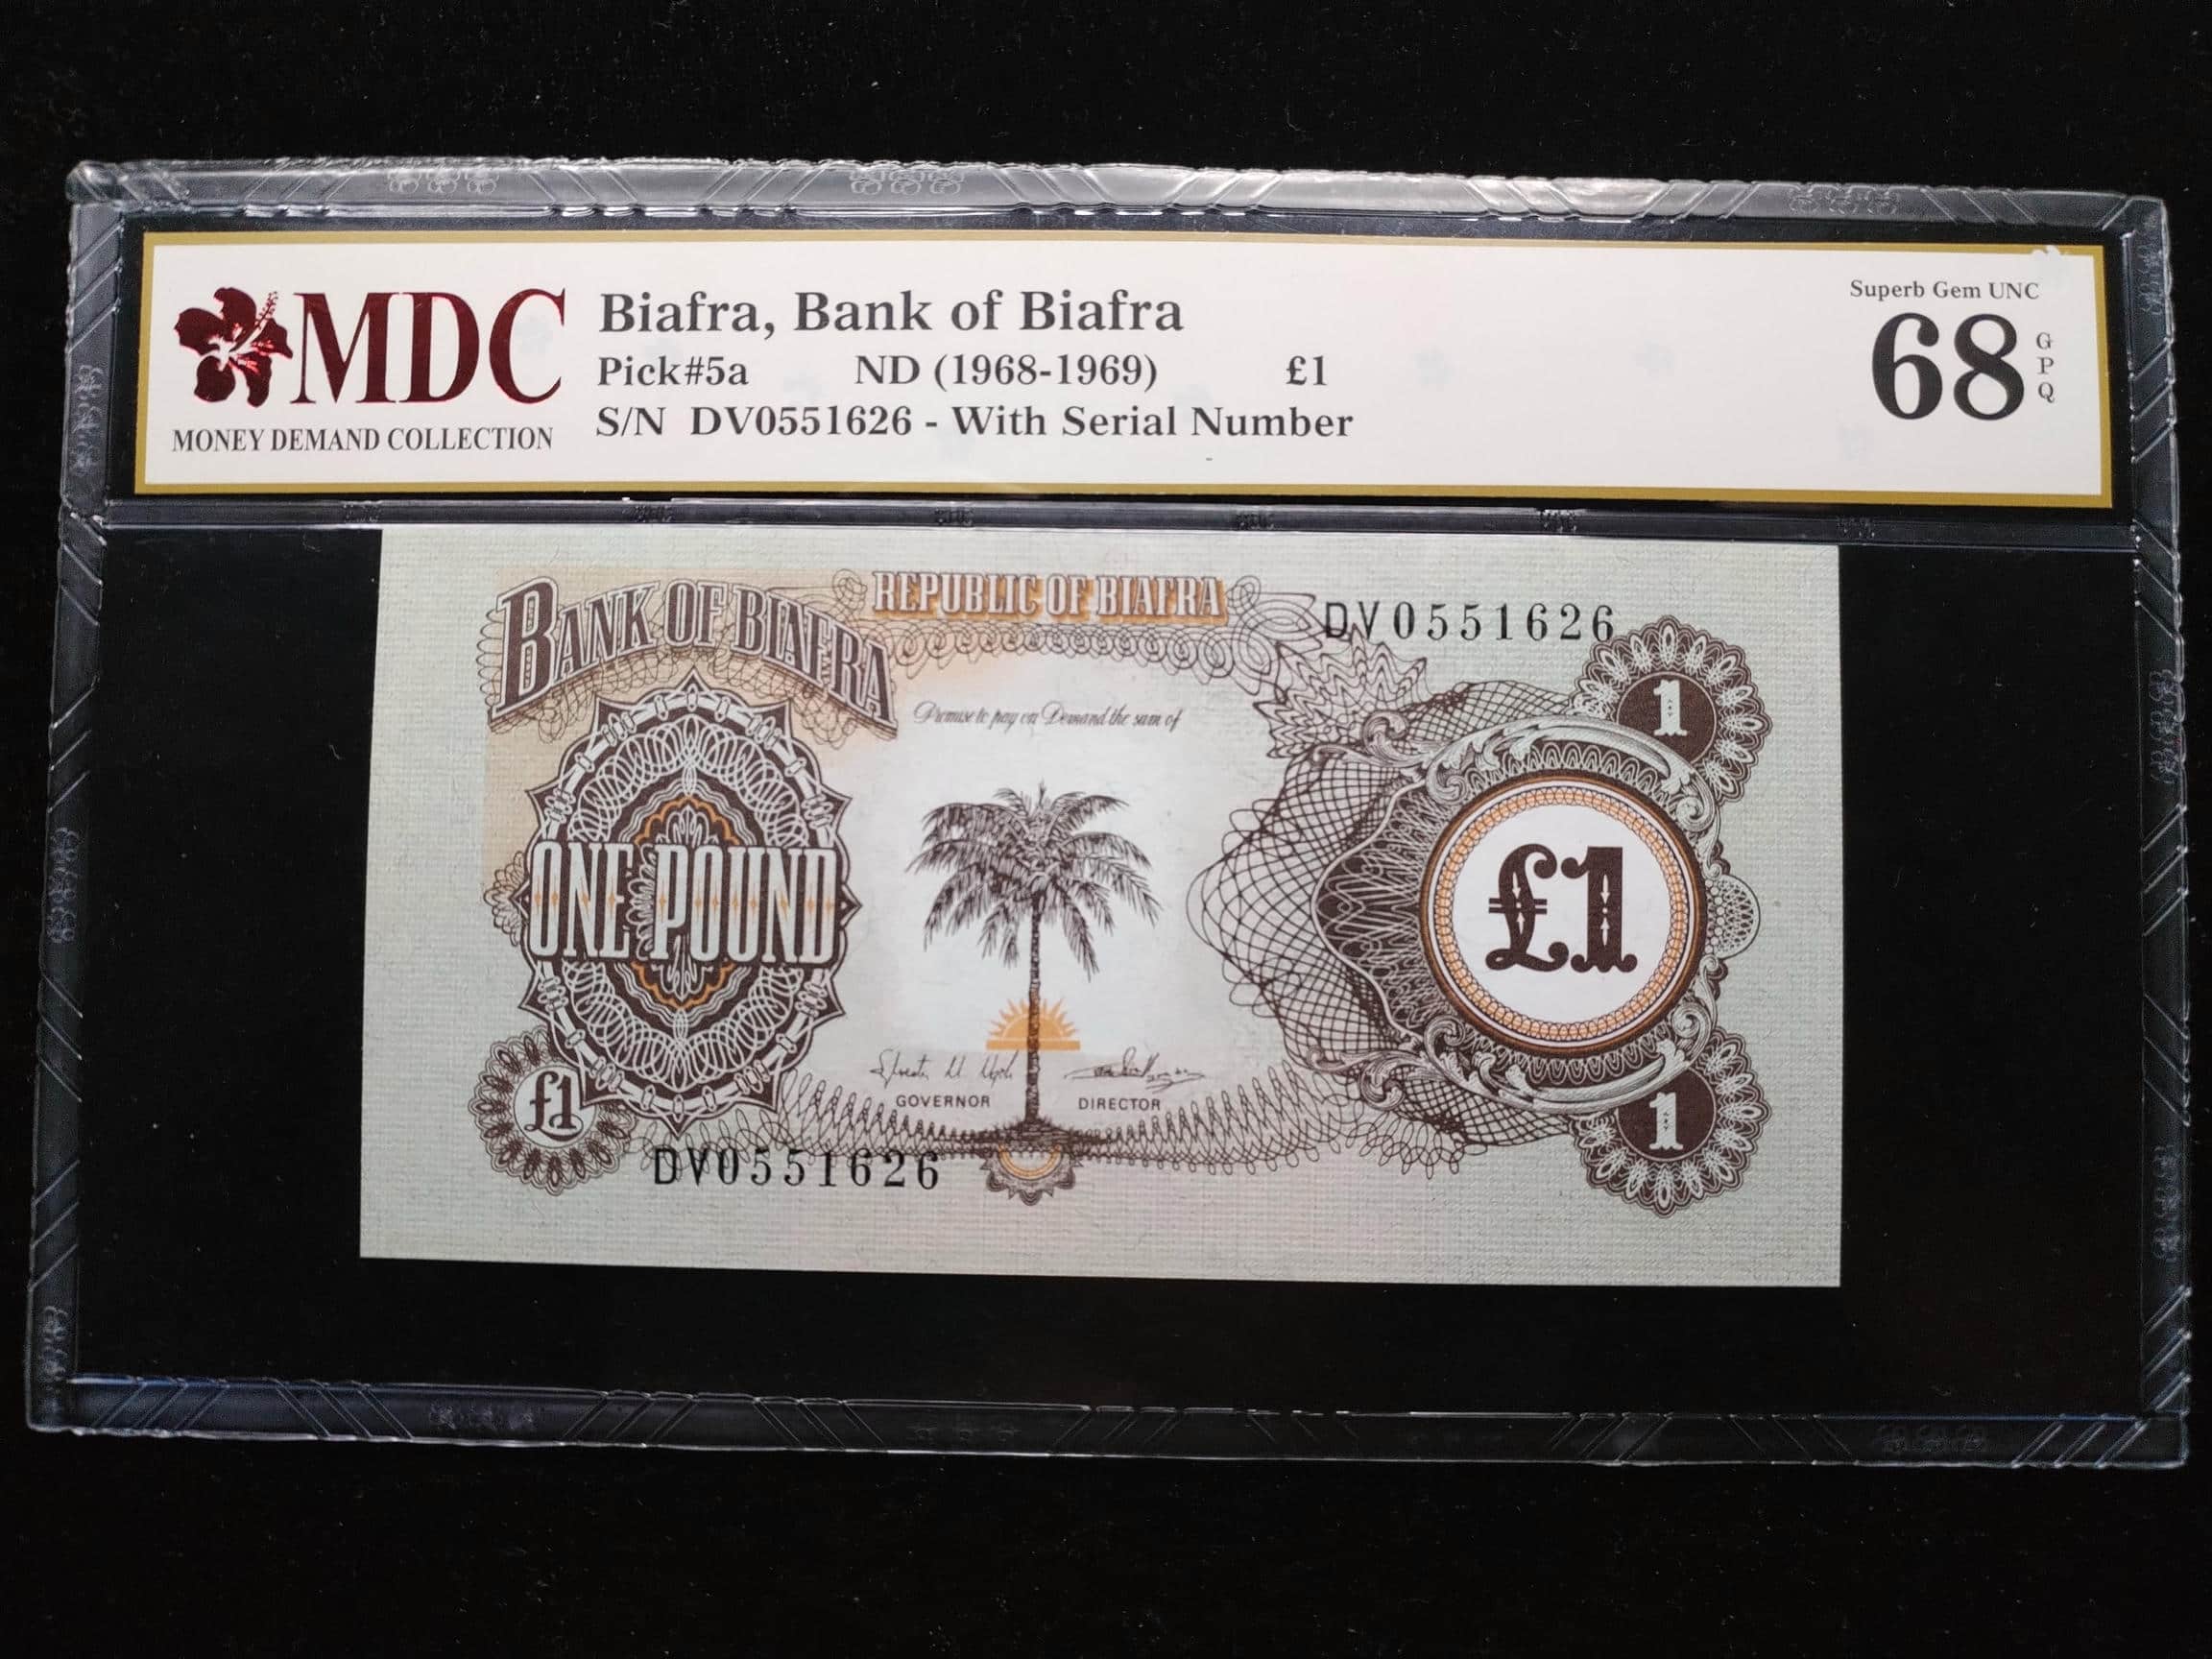 MDC
MONEY DEMAND COLLECTION
Biafra, Bank of Biafra
Pick#5a ND (1968-1969) £1
S/N DV0551626 - With Serial Number
Superb Gem UNC
68
GPQ
BANK OF BIAFRA
REPUBLIC OF BIAFRA
DV0551626
1
Promise to pay on Demand the sum of
ONE POUND
£1
GOVERNOR DIRECTOR
£1
1
DV0551626